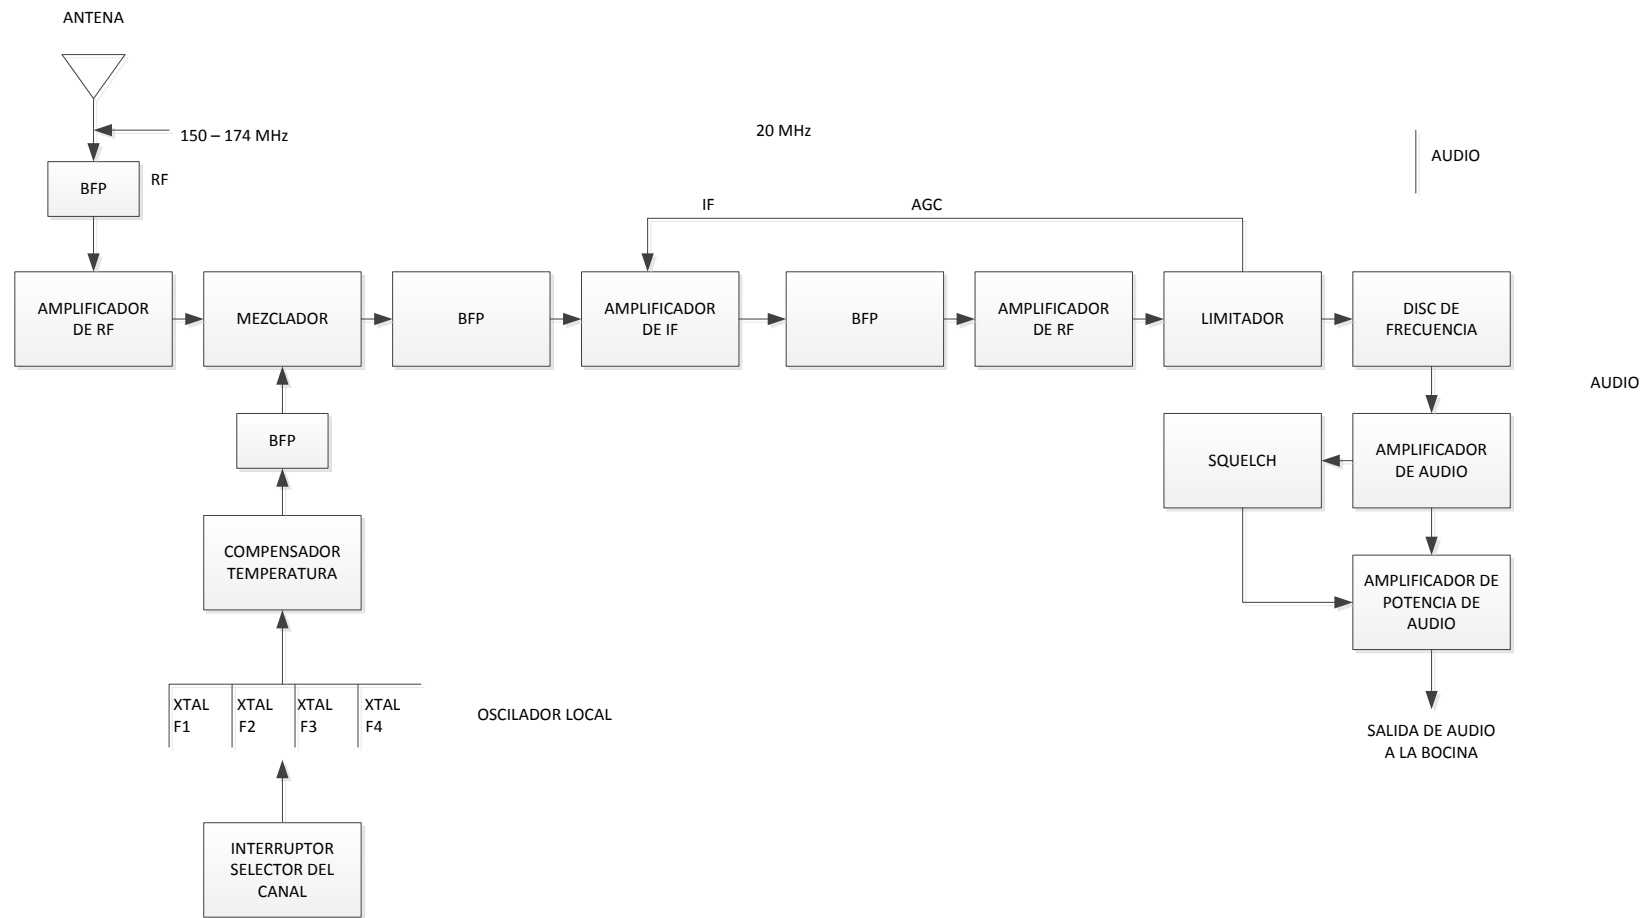 ANTENA
150 – 174 MHz
20 MHz
AUDIO
BFP
RF
IF
AGC
AMPLIFICADOR
DE RF
MEZCLADOR
BFP
AMPLIFICADOR
DE IF
BFP
AMPLIFICADOR
DE RF
LIMITADOR
DISC DE
FRECUENCIA
AUDIO
BFP
SQUELCH
AMPLIFICADOR
DE AUDIO
COMPENSADOR
TEMPERATURA
AMPLIFICADOR DE
POTENCIA DE
AUDIO
XTAL
F1
XTAL
F2
XTAL
F3
XTAL
F4
OSCILADOR LOCAL
SALIDA DE AUDIO
A LA BOCINA
INTERRUPTOR
SELECTOR DEL
CANAL